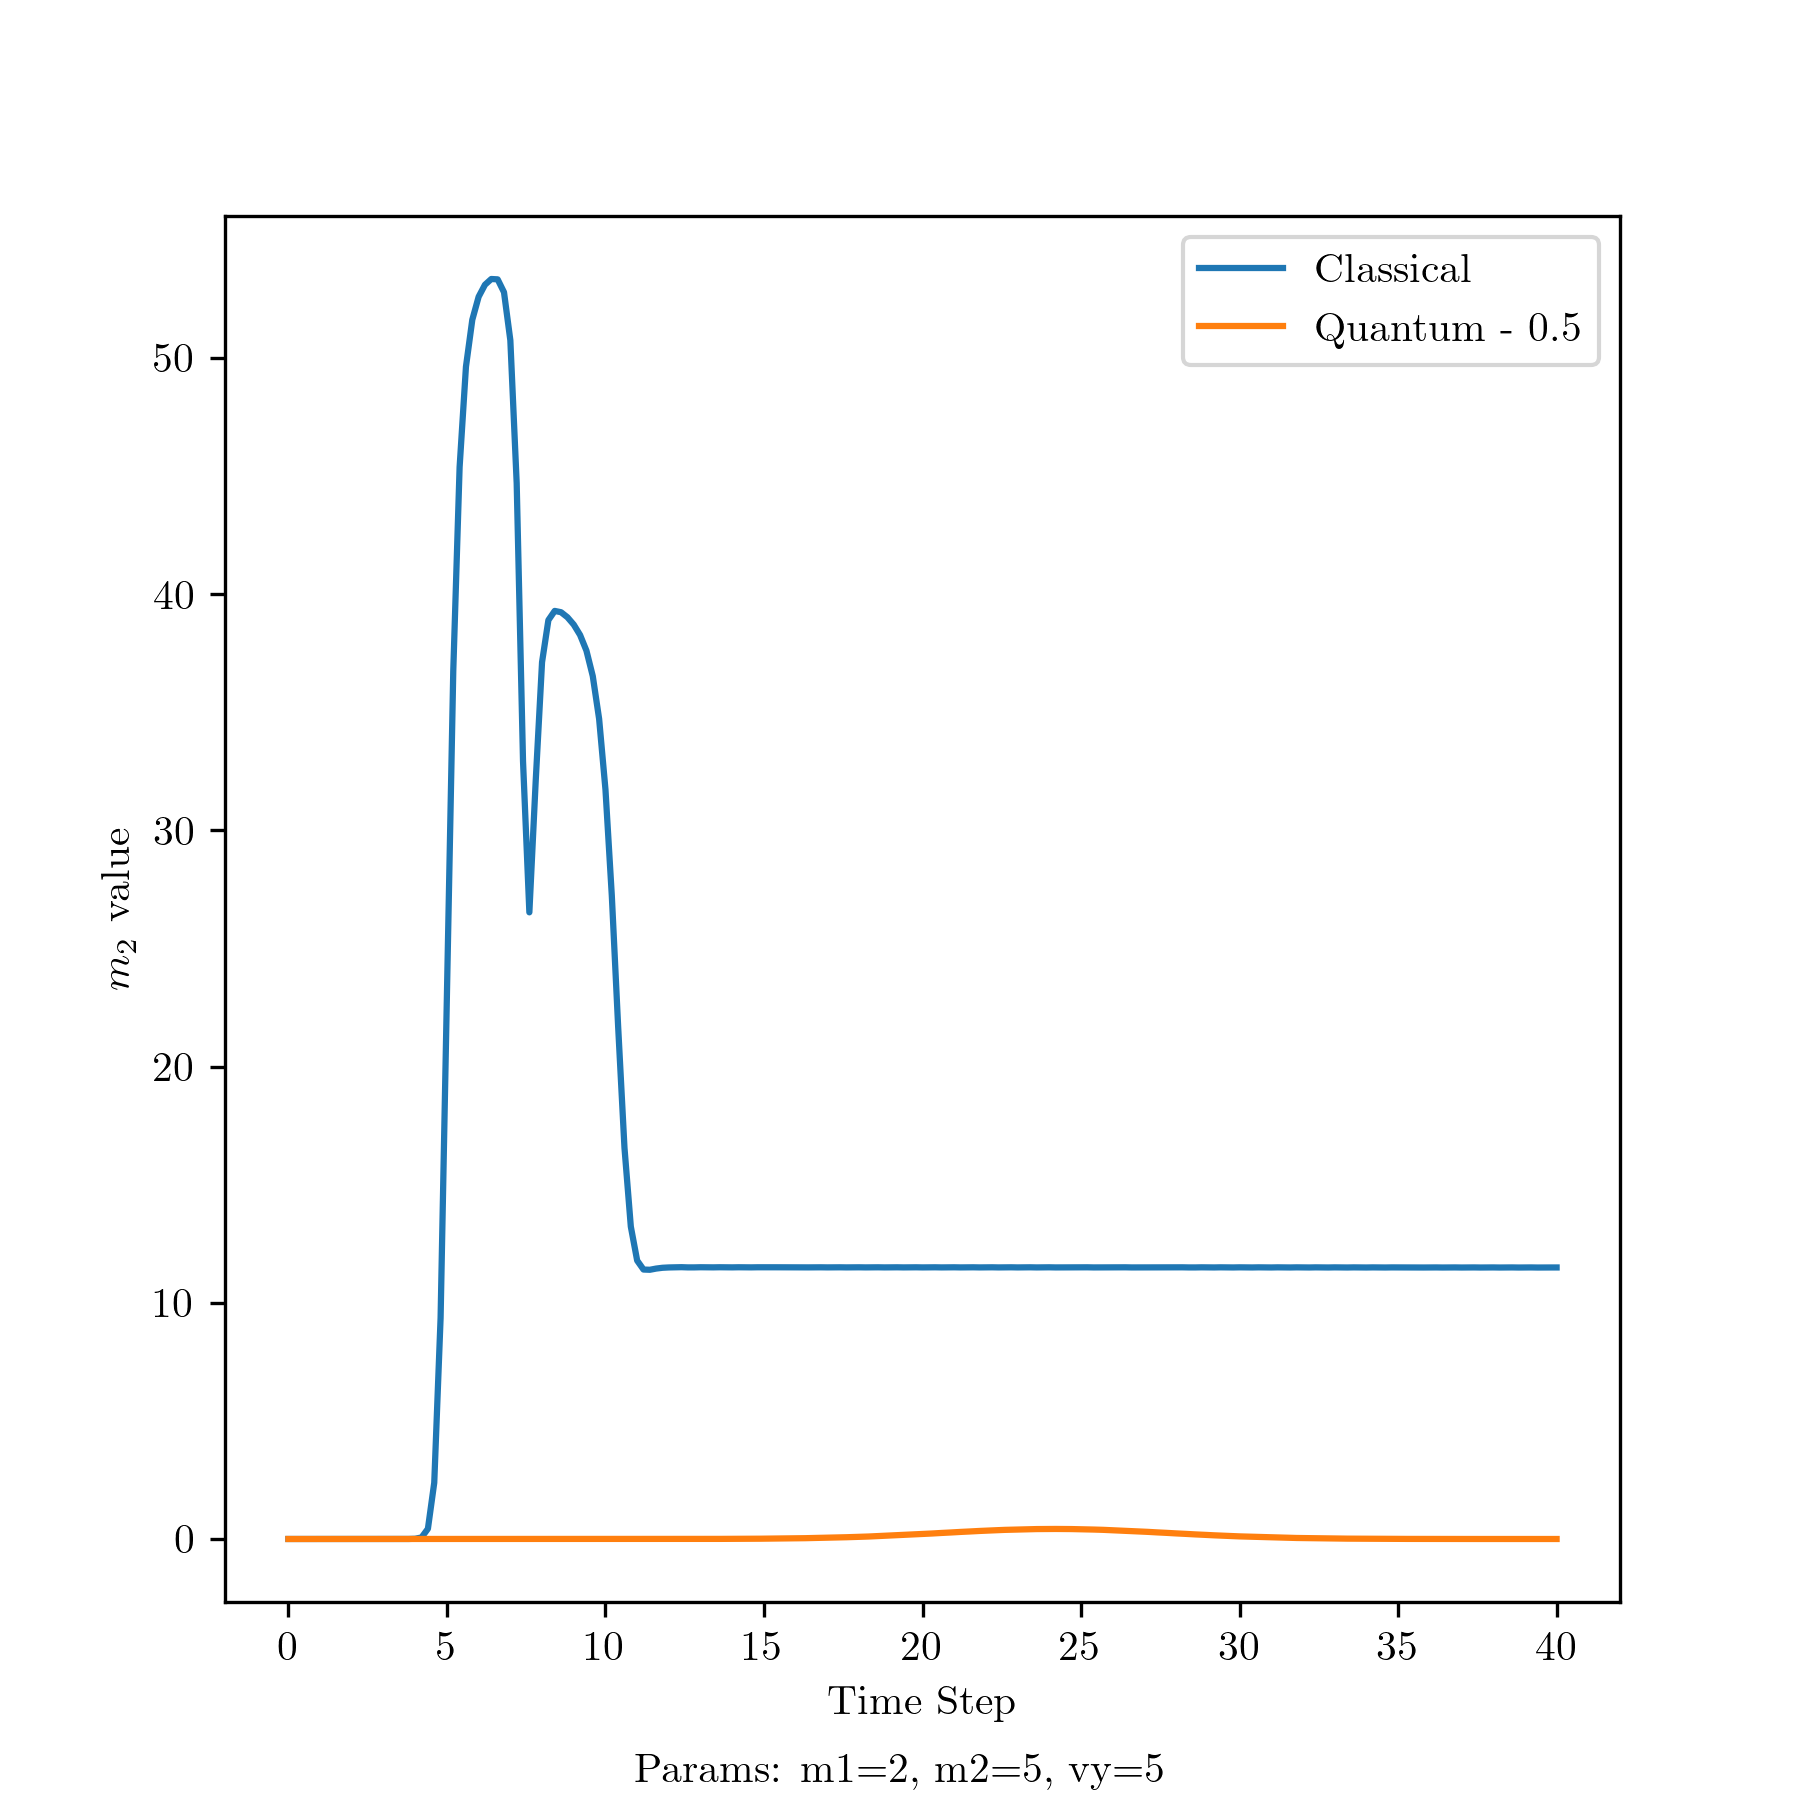 Classical
Quantum - 0.5
50
40
30
20
10
0
m₂ value
0 5 10 15 20 25 30 35 40
Time Step
Params: m1=2, m2=5, vy=5